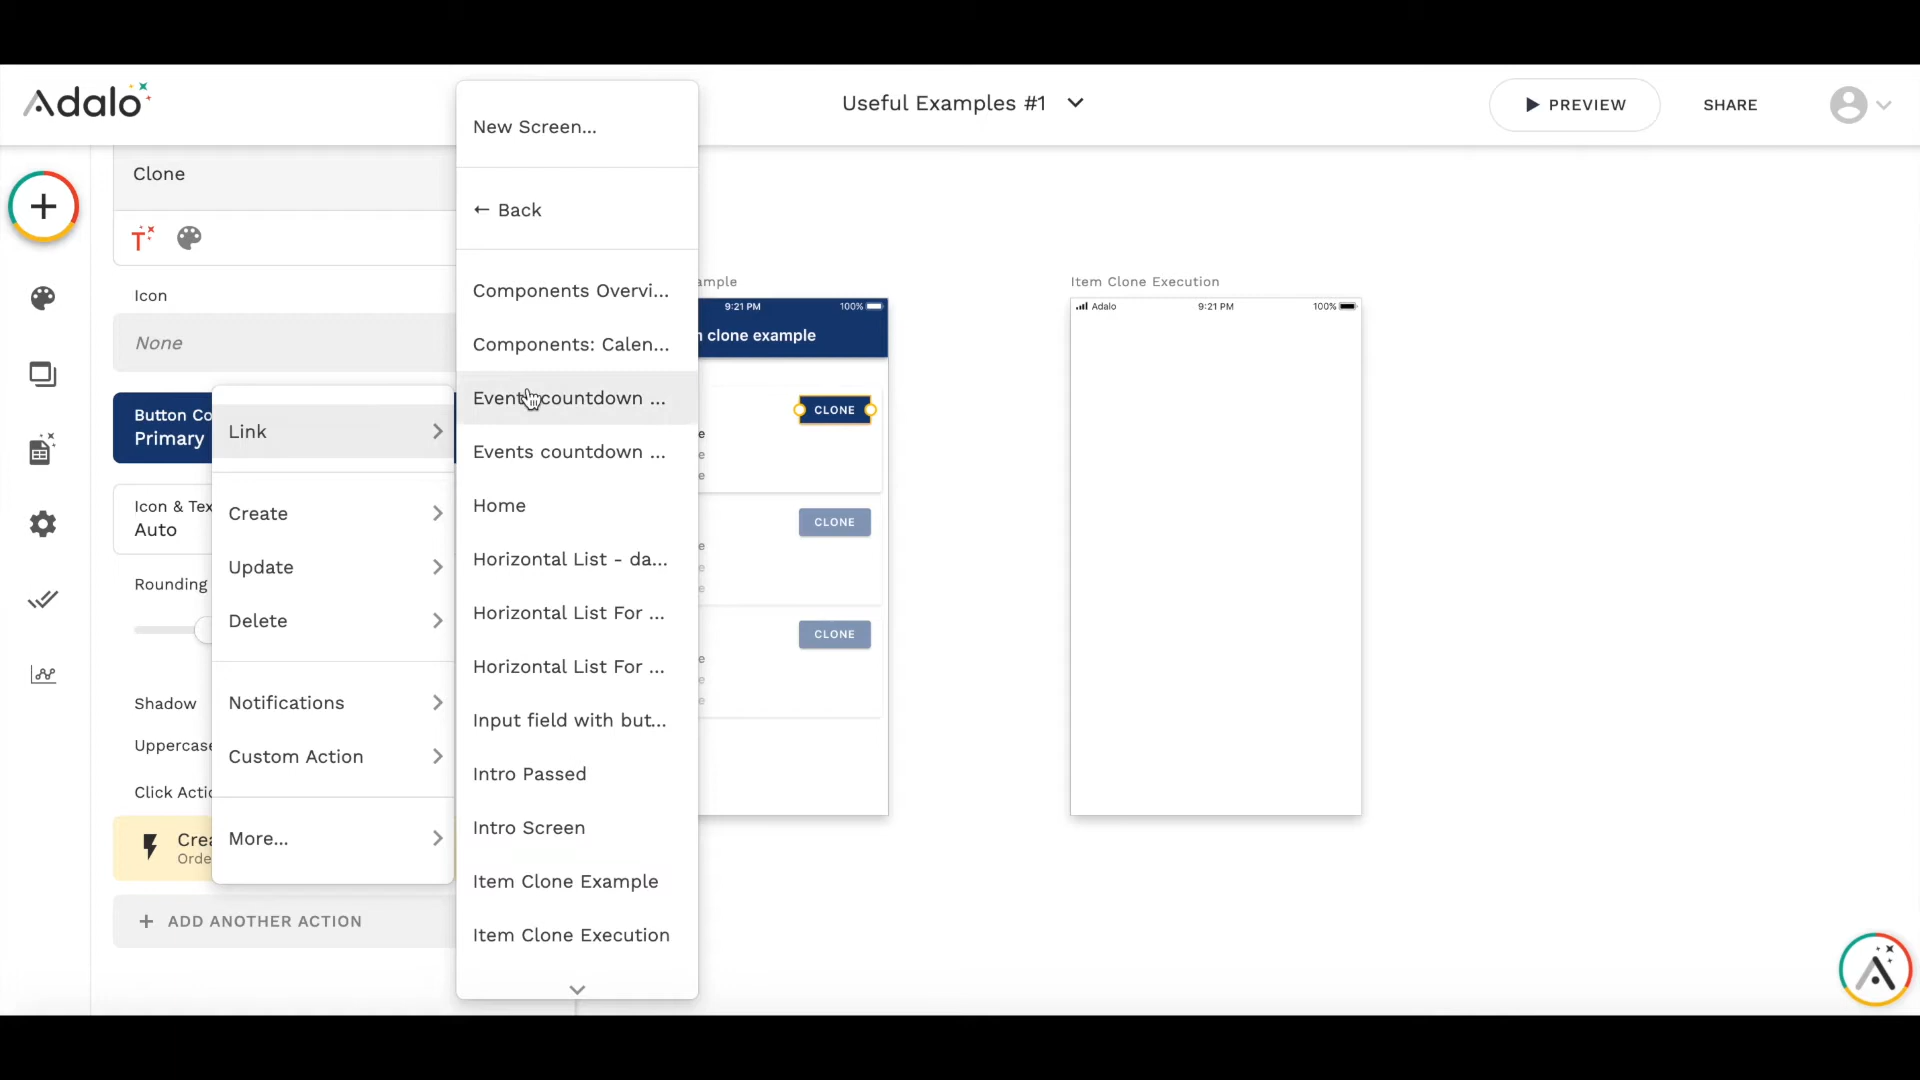 Adalo
Useful Examples #1
PREVIEW
SHARE
Clone
T
Icon
None
Button Co
Primary
Icon & Tex
Auto
Rounding
Shadow
Uppercase
Click Actio
Crea
Orde
+ ADD ANOTHER ACTION
Link
Create
Update
Delete
Notifications
Custom Action
More...
New Screen...
← Back
Components Overvi...
Components: Calen...
Events countdown ...
Events countdown ...
Home
Horizontal List - da...
Horizontal List For ...
Horizontal List For ...
Input field with but...
Intro Passed
Intro Screen
Item Clone Example
Item Clone Execution
ample
9:21 PM 100%
clone example
CLONE
e
e
e
CLONE
e
e
e
CLONE
e
e
e
Item Clone Execution
Adalo 9:21 PM 100%